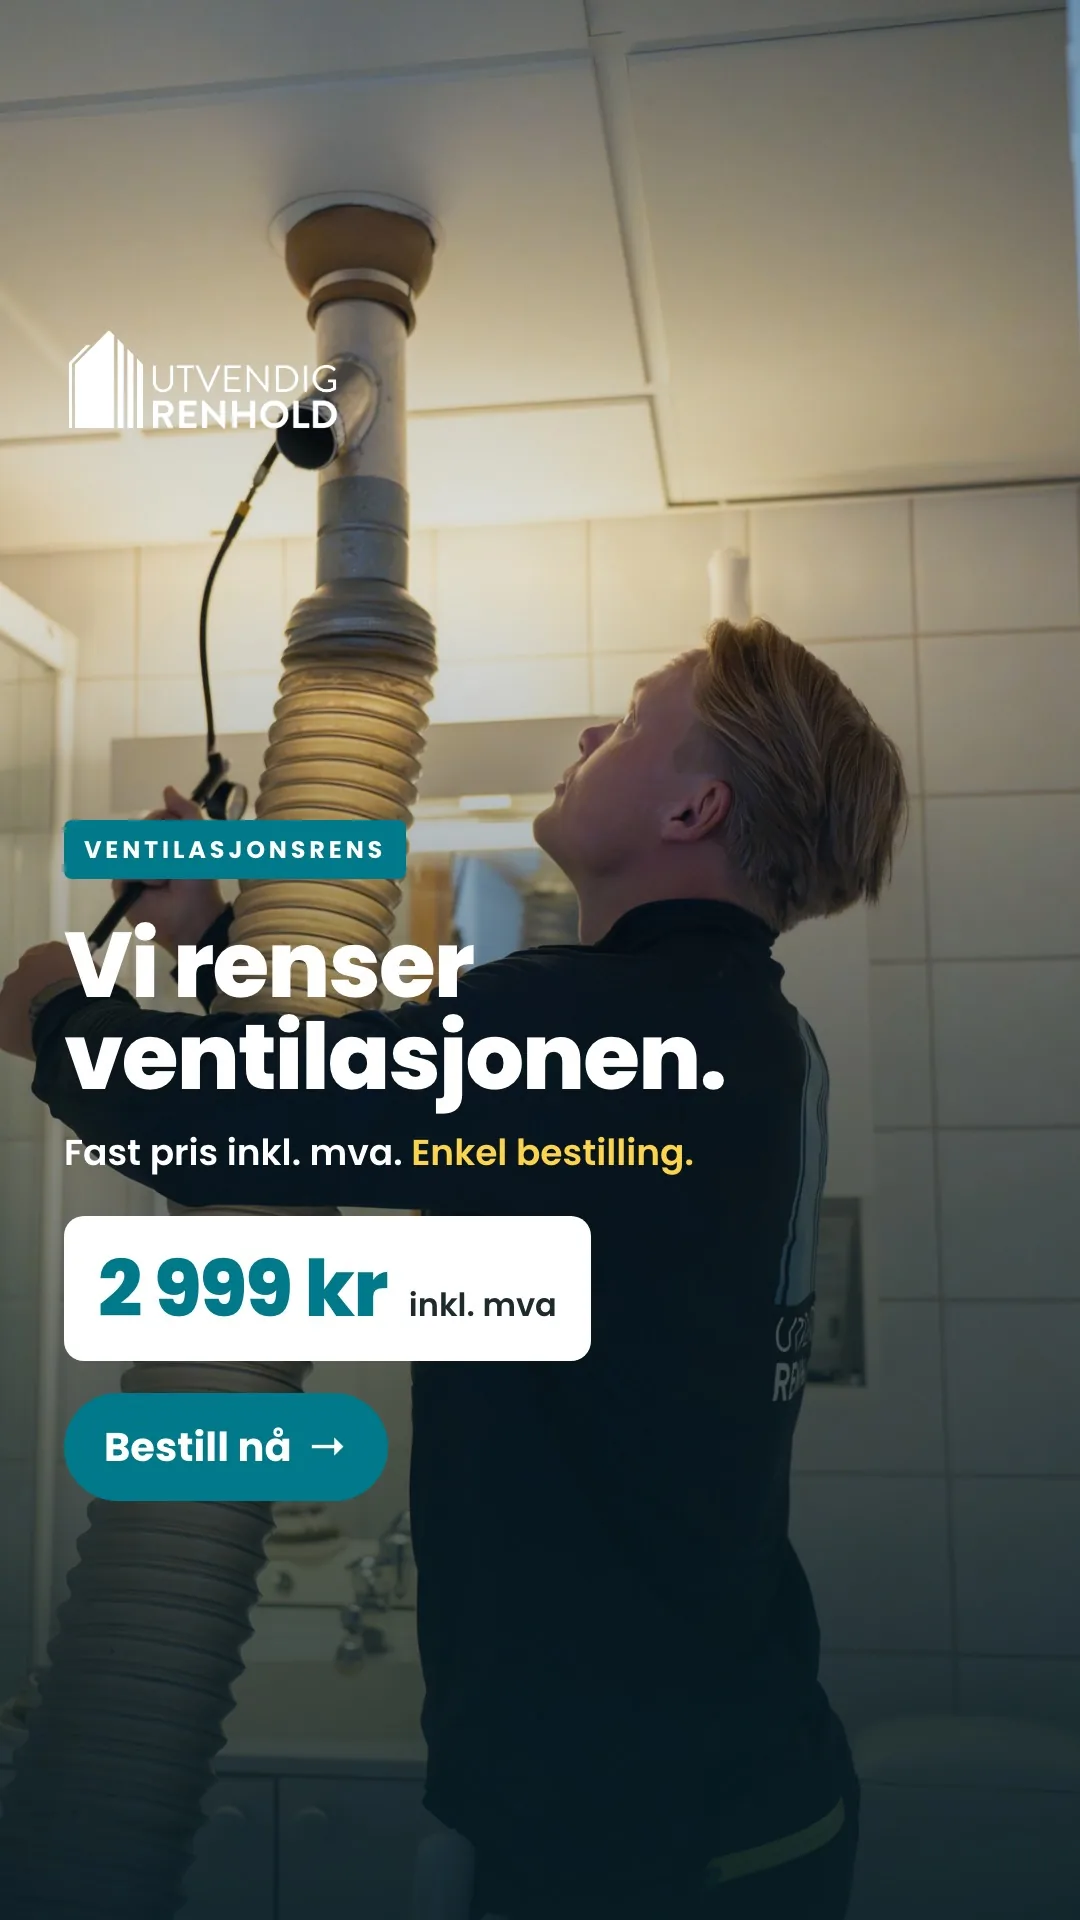 UTVENDIG
RENHOLD
VENTILASJONSRENS
Vi renser
ventilasjonen.
Fast pris inkl. mva. Enkel bestilling.
2 999 kr inkl. mva
Bestill nå →